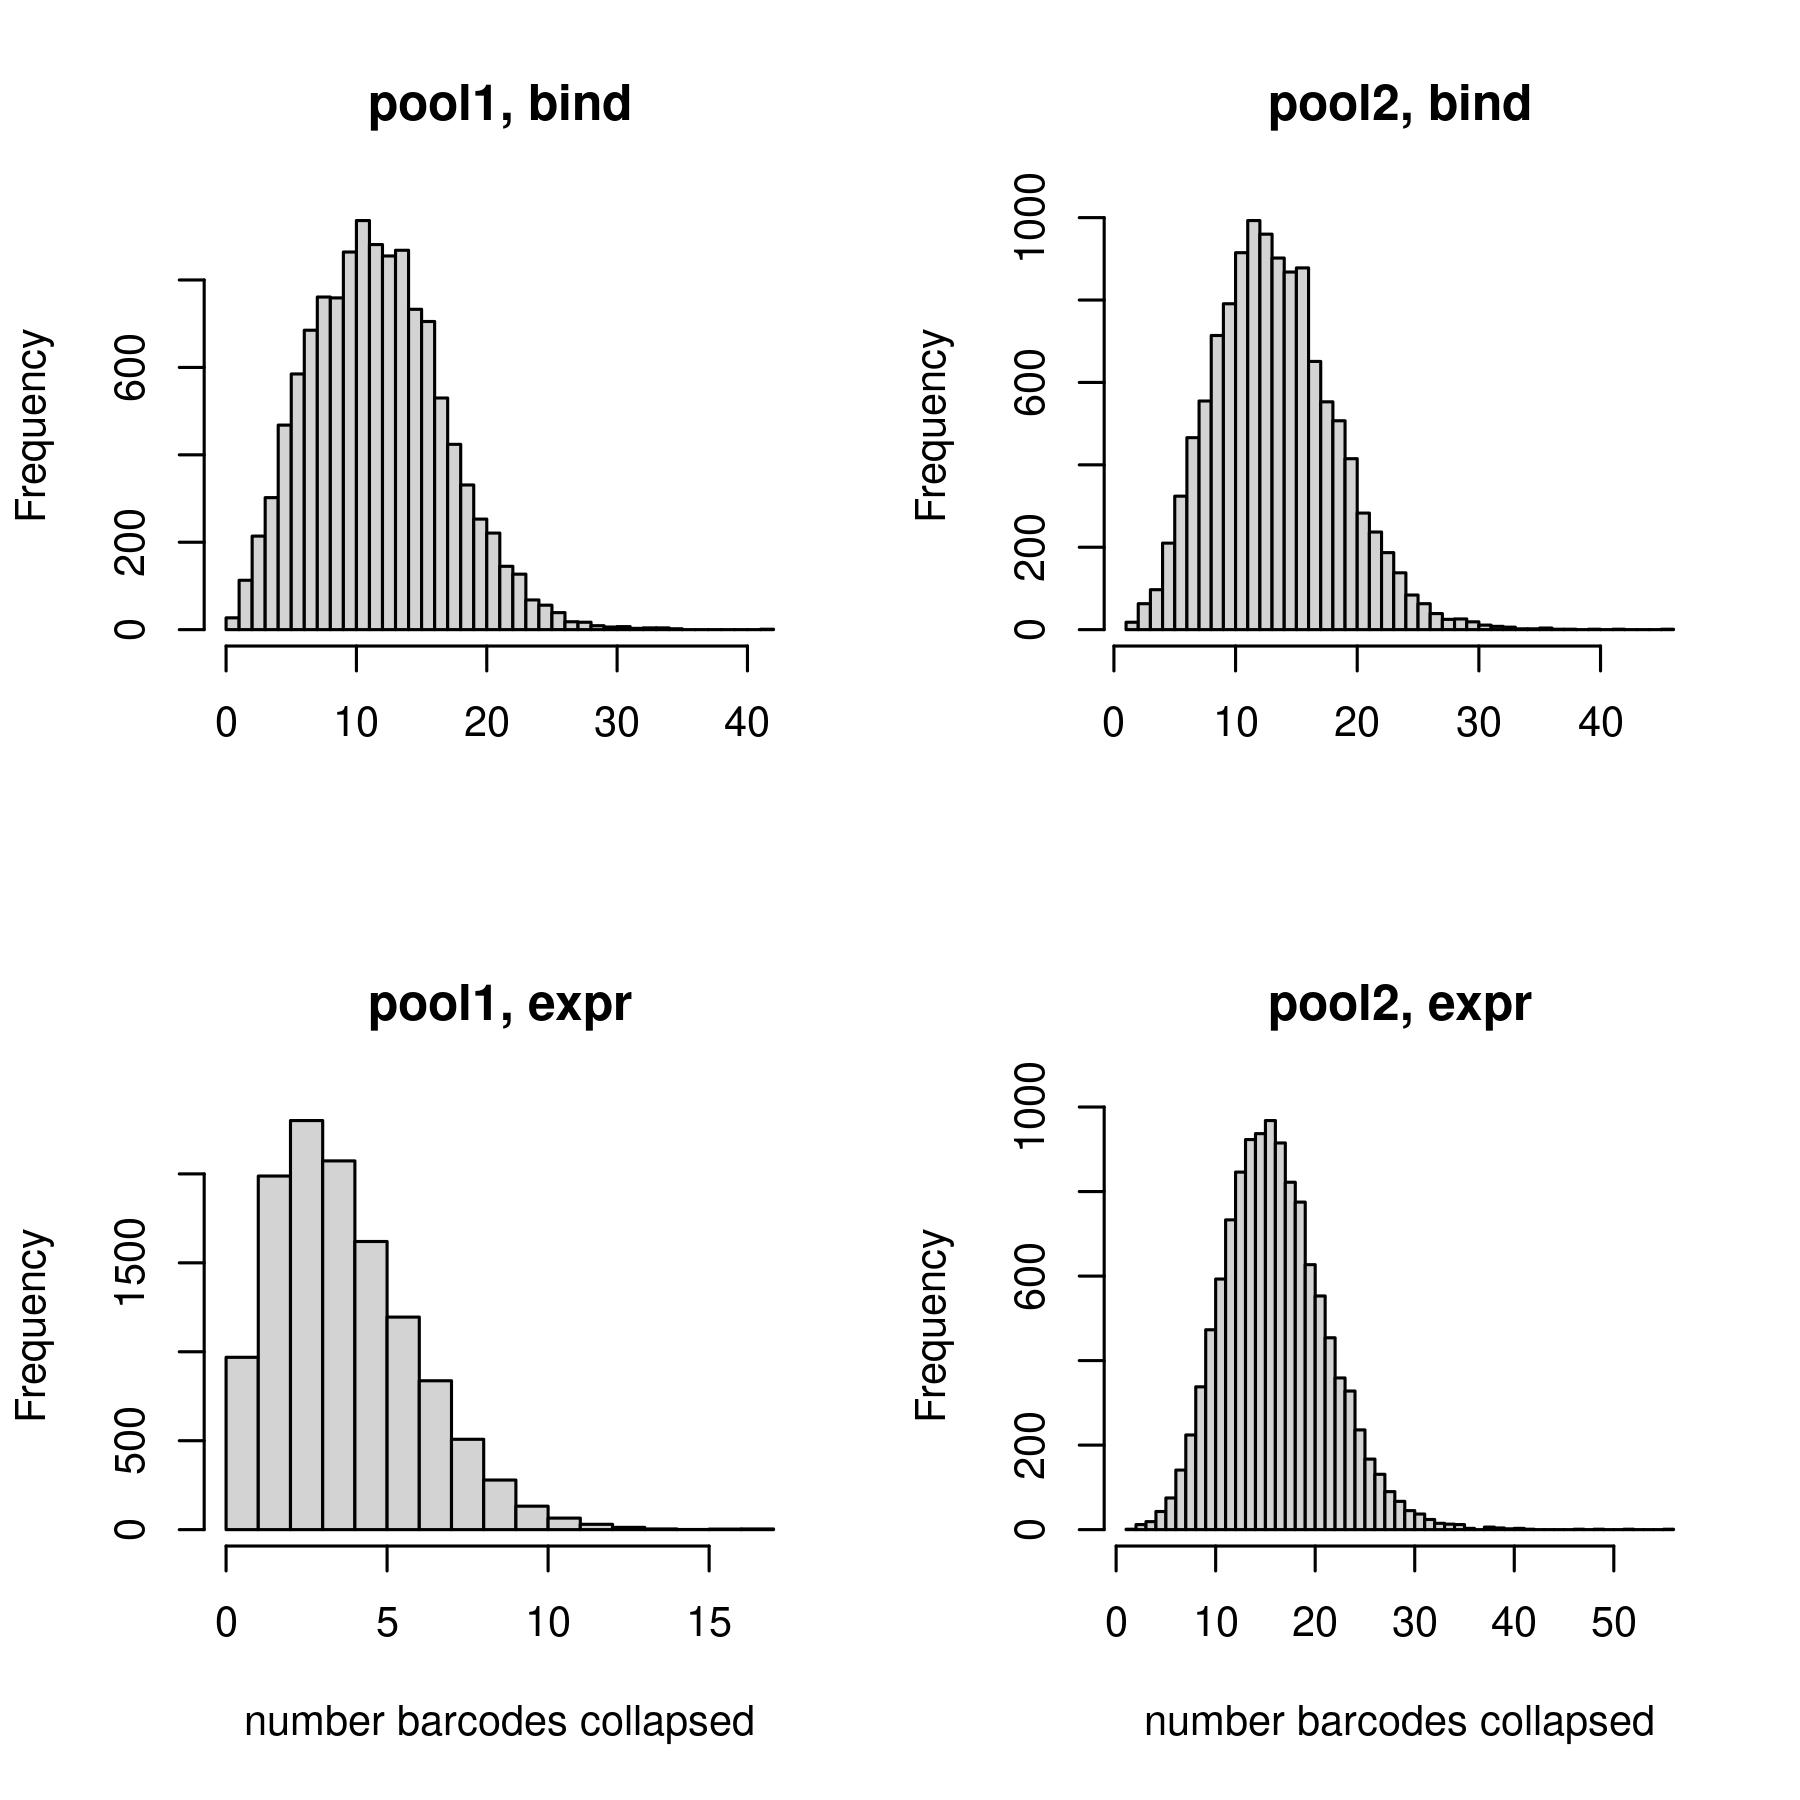 pool1, bind
Frequency
0 200 600
0 10 20 30 40
pool2, bind
Frequency
0 200 600 1000
0 10 20 30 40
pool1, expr
Frequency
0 500 1500
0 5 10 15
number barcodes collapsed
pool2, expr
Frequency
0 200 600 1000
0 10 20 30 40 50
number barcodes collapsed